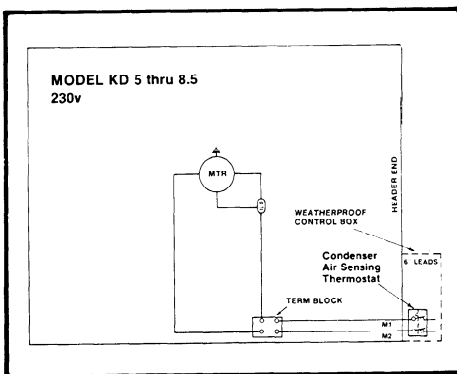 MODEL KD 5 thru 8.5
230v
MTR
HEADER END
WEATHERPROOF
CONTROL BOX
6 LEADS
Condenser
Air Sensing
Thermostat
TERM BLOCK
M1
M2